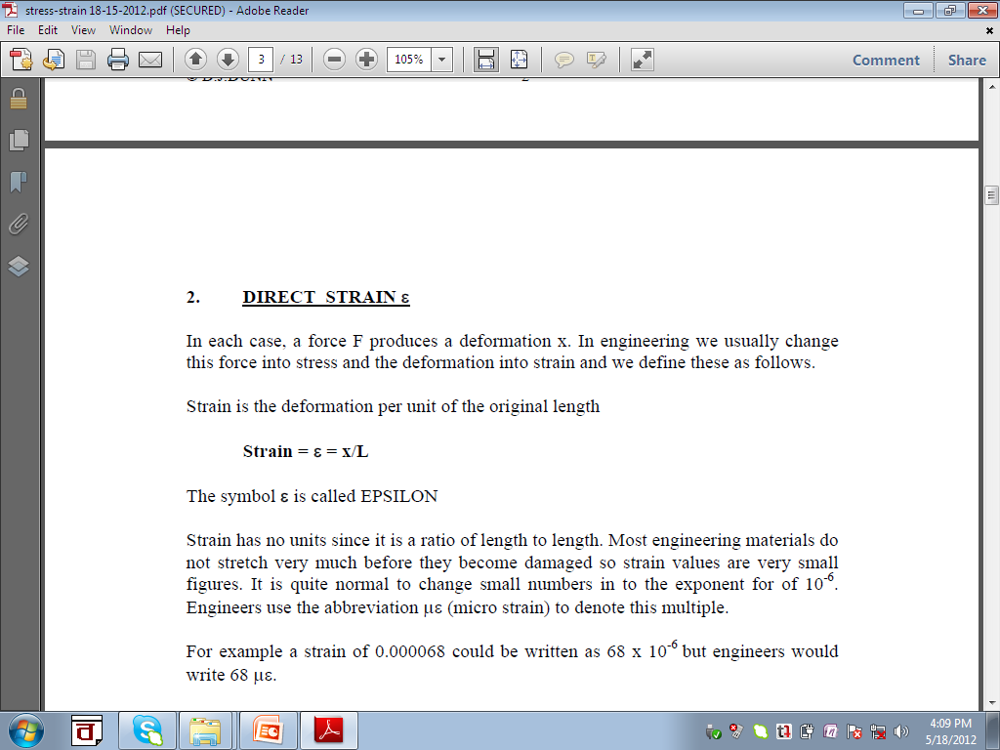 stress-strain 18-15-2012.pdf (SECURED) - Adobe Reader
File Edit View Window Help
3 / 13 105% Comment Share
2. DIRECT STRAIN ε
In each case, a force F produces a deformation x. In engineering we usually change
this force into stress and the deformation into strain and we define these as follows.
Strain is the deformation per unit of the original length
Strain = ε = x/L
The symbol ε is called EPSILON
Strain has no units since it is a ratio of length to length. Most engineering materials do
not stretch very much before they become damaged so strain values are very small
figures. It is quite normal to change small numbers in to the exponent for of 10⁻⁶.
Engineers use the abbreviation με (micro strain) to denote this multiple.
For example a strain of 0.000068 could be written as 68 x 10⁻⁶ but engineers would
write 68 με.
4:09 PM
5/18/2012